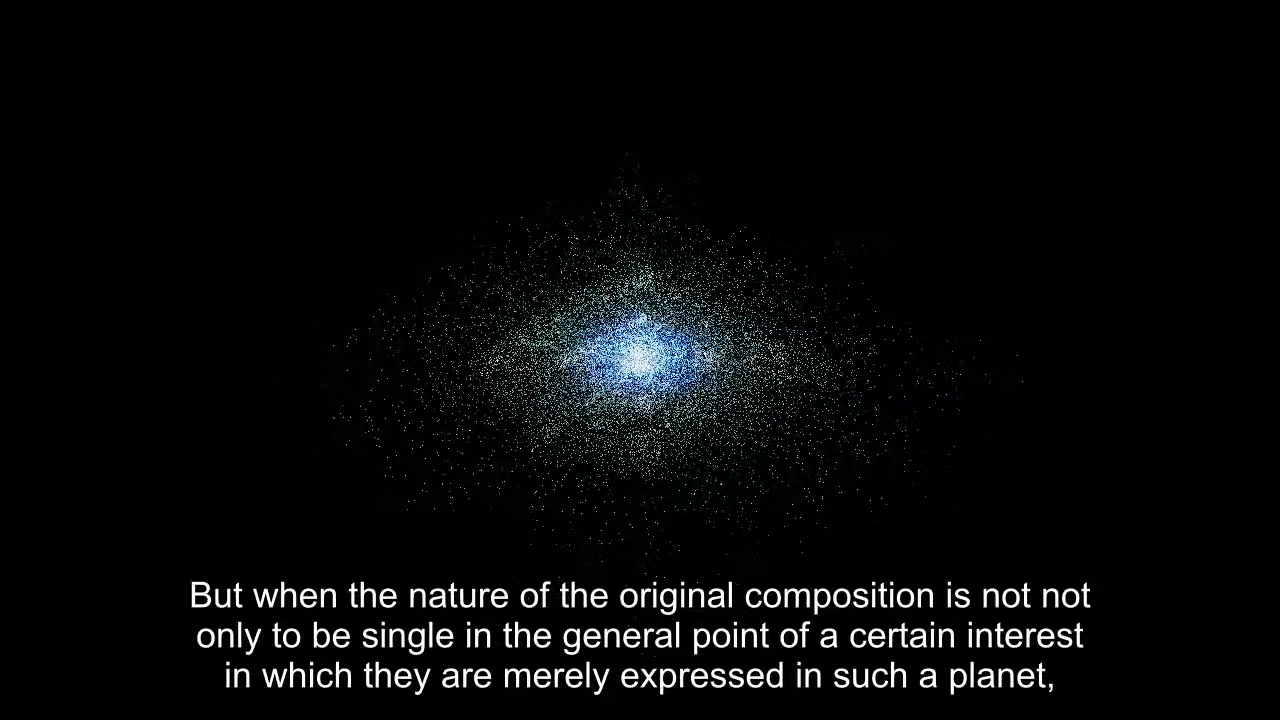 But when the nature of the original composition is not not
only to be single in the general point of a certain interest
in which they are merely expressed in such a planet,